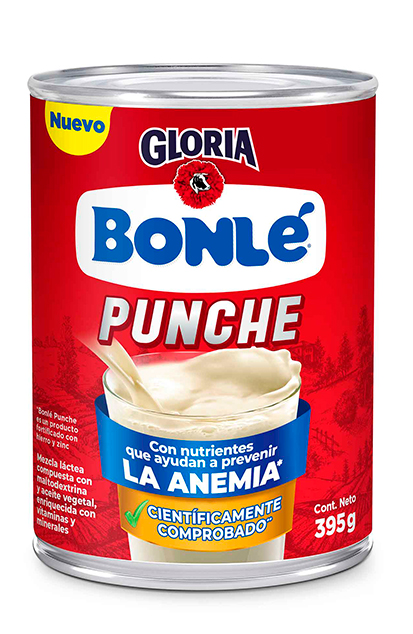 Nuevo
GLORIA
BONLÉ®
PUNCHE
*Bonlé Punche
es un producto
fortificado con
hierro y zinc
Mezcla láctea
compuesta con
maltodextrina
y aceite vegetal,
enriquecida con
vitaminas y
minerales
Con nutrientes
que ayudan a prevenir
LA ANEMIA*
CIENTÍFICAMENTE
COMPROBADO**
Cont. Neto
395g